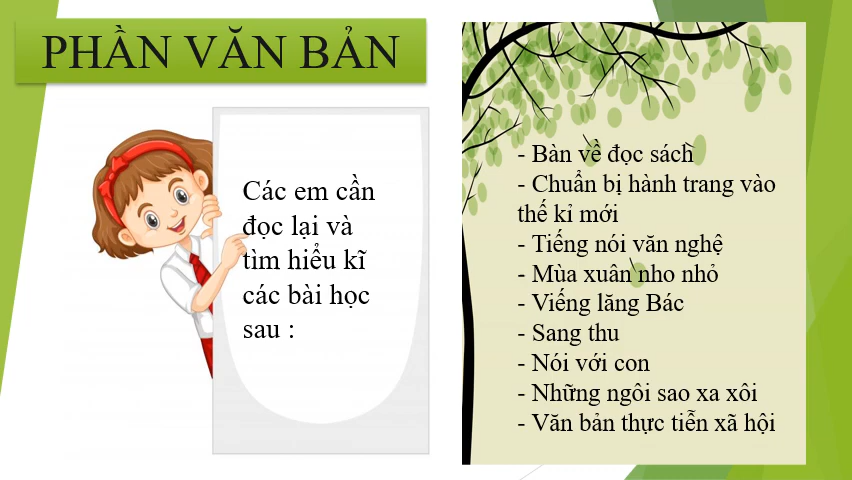 PHẦN VĂN BẢN
Các em cần
đọc lại và
tìm hiểu kĩ
các bài học
sau :
- Bàn về đọc sách
- Chuẩn bị hành trang vào
thế kỉ mới
- Tiếng nói văn nghệ
- Mùa xuân nho nhỏ
- Viếng lăng Bác
- Sang thu
- Nói với con
- Những ngôi sao xa xôi
- Văn bản thực tiễn xã hội